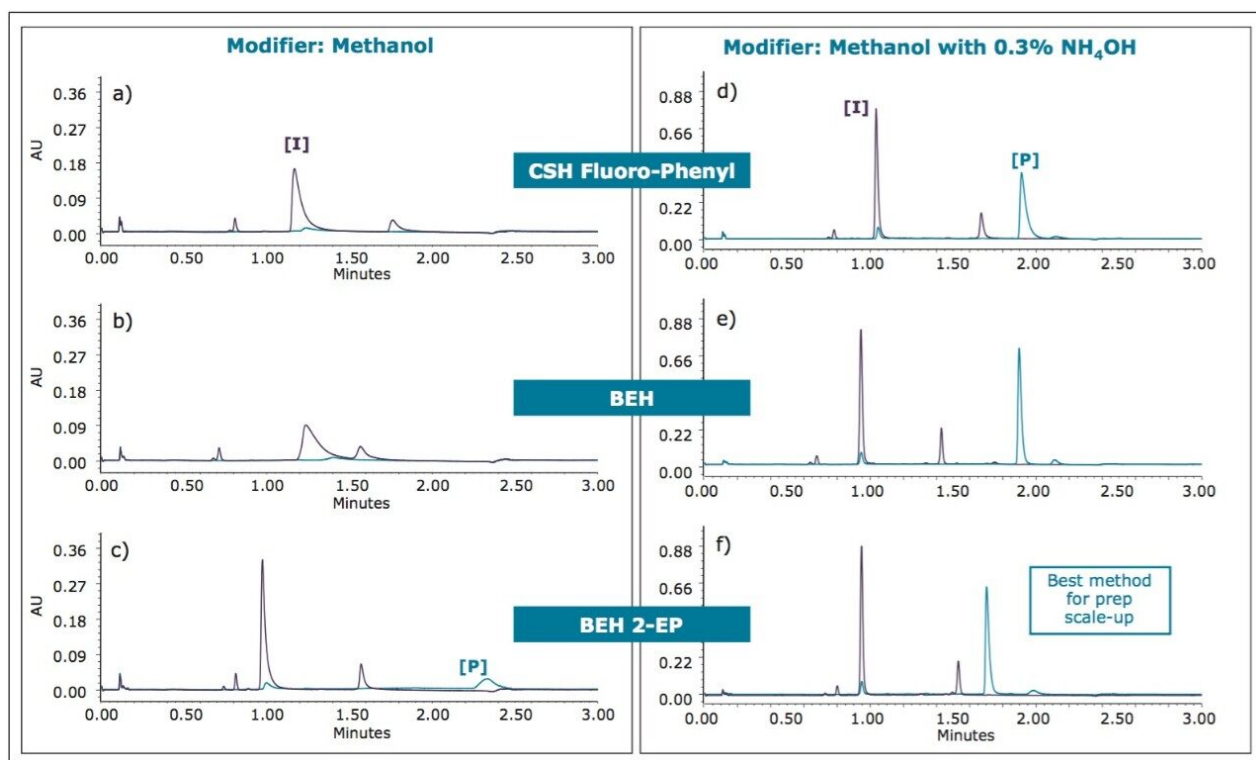 Modifier: Methanol
Modifier: Methanol with 0.3% NH₄OH
a)
0.36
0.27
0.18
0.09
0.00
AU
[I]
0.00 0.50 1.00 1.50 2.00 2.50 3.00
Minutes
CSH Fluoro-Phenyl
d)
0.88
0.66
0.22
0.00
[I]
[P]
0.00 0.50 1.00 1.50 2.00 2.50 3.00
Minutes
b)
0.36
0.27
0.18
0.09
0.00
AU
0.00 0.50 1.00 1.50 2.00 2.50 3.00
Minutes
BEH
e)
0.88
0.66
0.22
0.00
0.00 0.50 1.00 1.50 2.00 2.50 3.00
Minutes
c)
0.36
0.27
0.18
0.09
0.00
AU
[P]
0.00 0.50 1.00 1.50 2.00 2.50 3.00
Minutes
BEH 2-EP
f)
0.88
0.66
0.22
0.00
Best method
for prep
scale-up
0.00 0.50 1.00 1.50 2.00 2.50 3.00
Minutes